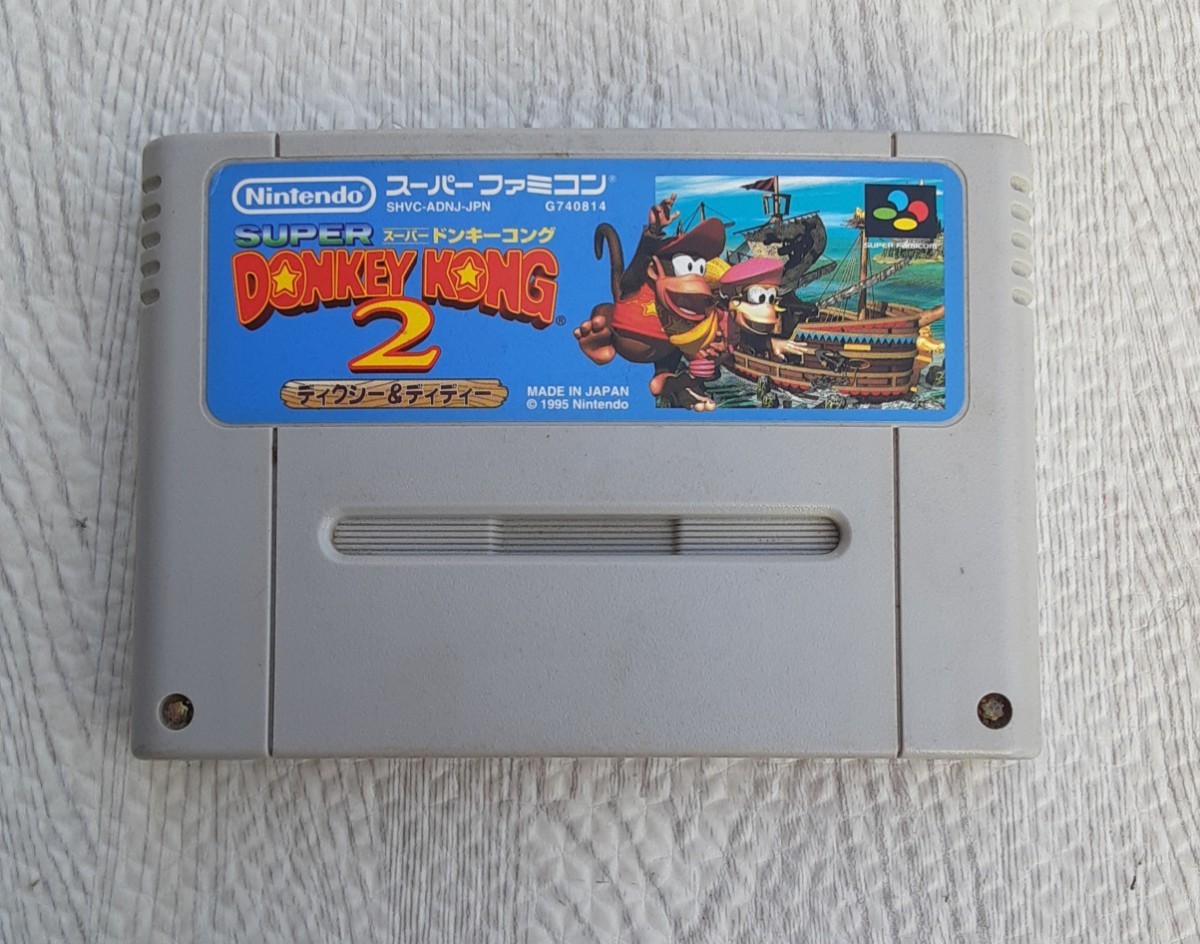 Nintendo®
スーパーファミコン®
SHVC-ADNJ-JPN G740814
SUPER スーパードンキーコング
DONKEY KONG®
2
ディクシー&ディディー
MADE IN JAPAN
© 1995 Nintendo
SUPER FAMICOM